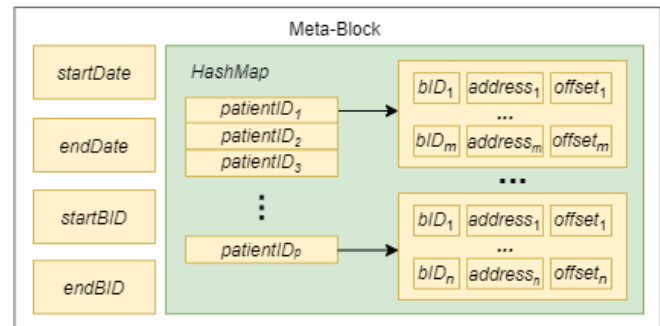 Meta-Block
startDate
endDate
startBID
endBID
HashMap
patientID₁
patientID₂
patientID₃
⋮
patientIDₚ
bID₁ address₁ offset₁
...
bIDₘ addressₘ offsetₘ
...
bID₁ address₁ offset₁
...
bIDₙ addressₙ offsetₙ